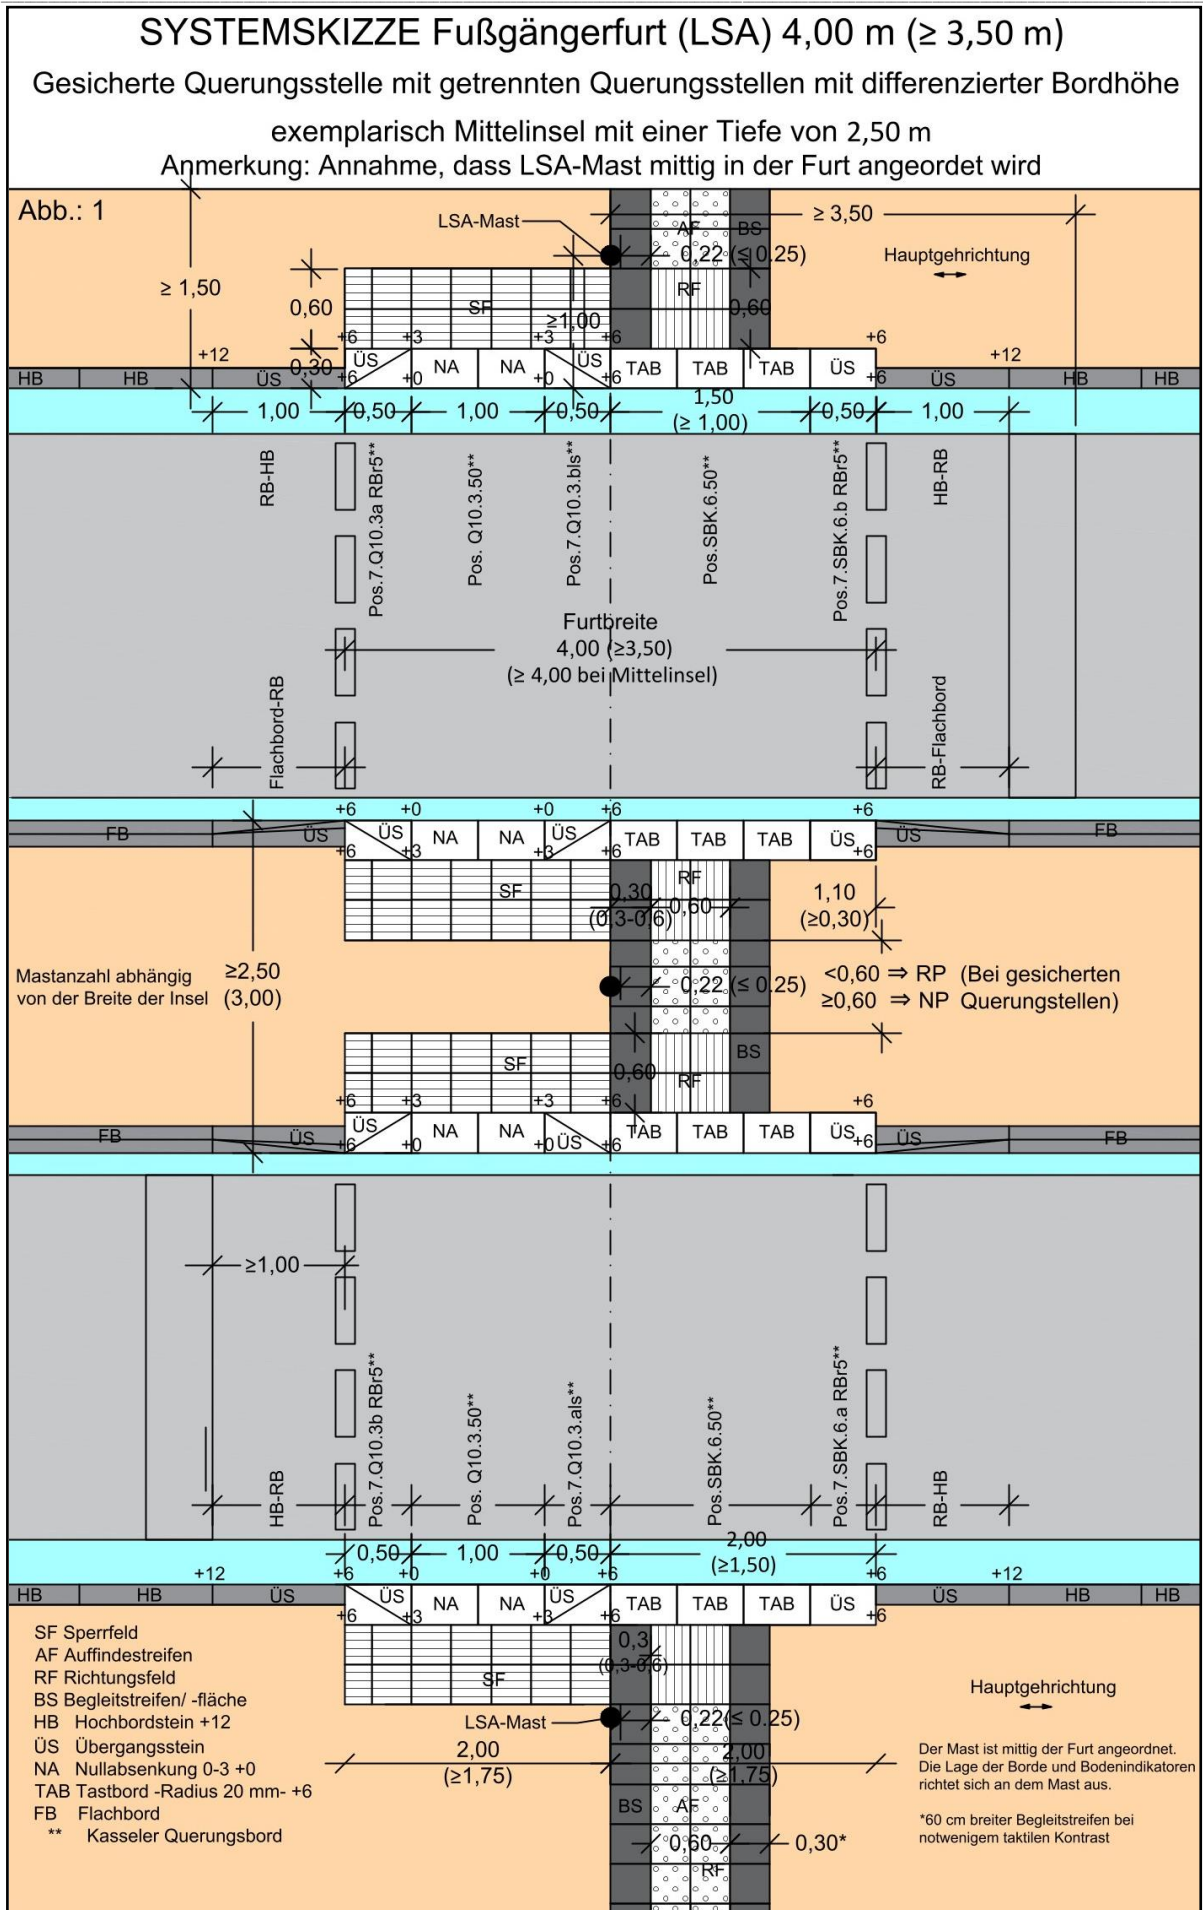 SYSTEMSKIZZE Fußgängerfurt (LSA) 4,00 m (≥ 3,50 m)
Gesicherte Querungsstelle mit getrennten Querungsstellen mit differenzierter Bordhöhe
exemplarisch Mittelinsel mit einer Tiefe von 2,50 m
Anmerkung: Annahme, dass LSA-Mast mittig in der Furt angeordet wird
Abb.: 1
LSA-Mast
≥ 3,50
AF
BS
0,22 (≤ 0.25)
Hauptgehrichtung
≥ 1,50
0,60
SF
≥1,00
RF
0,60
+6
+3
+3
+6
+6
+12
0,30
+12
HB
HB
ÜS
+6
ÜS
+0
NA
NA
+0
ÜS
+6
TAB
TAB
TAB
ÜS
+6
ÜS
HB
HB
1,00
0,50
1,00
0,50
1,50
(≥ 1,00)
0,50
1,00
RB-HB
Pos.7.Q10.3a RBr5**
Pos. Q10.3.50**
Pos.7.Q10.3.bls**
Pos.SBK.6.50**
Pos.7.SBK.6.b RBr5**
HB-RB
Furtbreite
4,00 (≥3,50)
(≥ 4,00 bei Mittelinsel)
Flachbord-RB
RB-Flachbord
+6
+0
+0
+6
+6
FB
ÜS
+6
ÜS
+3
NA
NA
+3
ÜS
+6
TAB
TAB
TAB
ÜS
+6
ÜS
FB
SF
0,30
(0,3-0,6)
RF
0,60
1,10
(≥0,30)
Mastanzahl abhängig
von der Breite der Insel
≥2,50
(3,00)
0,22 (≤ 0.25)
<0,60 ⇒ RP (Bei gesicherten
≥0,60 ⇒ NP Querungstellen)
SF
0,60
RF
BS
+6
+3
+3
+6
+6
FB
ÜS
+6
ÜS
+0
NA
NA
+0
ÜS
+6
TAB
TAB
TAB
ÜS
+6
ÜS
FB
≥1,00
HB-RB
Pos.7.Q10.3b RBr5**
Pos. Q10.3.50**
Pos.7.Q10.3.als**
Pos.SBK.6.50**
Pos.7.SBK.6.a RBr5**
RB-HB
0,50
1,00
0,50
2,00
(≥1,50)
+12
+6
+0
+0
+6
+6
+12
HB
HB
ÜS
+6
ÜS
+3
NA
NA
+3
ÜS
+6
TAB
TAB
TAB
ÜS
+6
ÜS
HB
HB
SF Sperrfeld
AF Auffindestreifen
RF Richtungsfeld
BS Begleitstreifen/ -fläche
HB Hochbordstein +12
ÜS Übergangsstein
NA Nullabsenkung 0-3 +0
TAB Tastbord -Radius 20 mm- +6
FB Flachbord
** Kasseler Querungsbord
SF
0,3
(0,3-0,6)
LSA-Mast
0,22(≤ 0.25)
2,00
(≥1,75)
2,00
(≥1,75)
BS
AF
0,60
0,30*
RF
Hauptgehrichtung
Der Mast ist mittig der Furt angeordnet.
Die Lage der Borde und Bodenindikatoren
richtet sich an dem Mast aus.
*60 cm breiter Begleitstreifen bei
notwenigem taktilen Kontrast